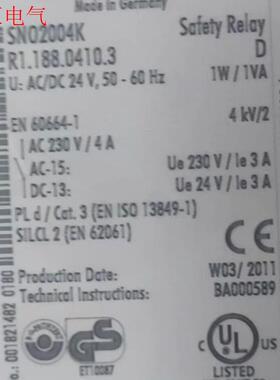 电气
Made in Germany
SNO2004K Safety Relay
R1.188.0410.3 D
U: AC/DC 24 V, 50 - 60 Hz 1W / 1VA
EN 60664-1 4 kV/2
AC 230 V / 4 A
AC-15: Ue 230 V / Ie 3 A
DC-13: Ue 24 V / Ie 3 A
PL d / Cat. 3 (EN ISO 13849-1)
SILCL 2 (EN 62061)
CE
Production Date: W03/ 2011
Technical Instructions: BA000589
o.: 001821482 0180
GS
ET10087
UL
LISTED